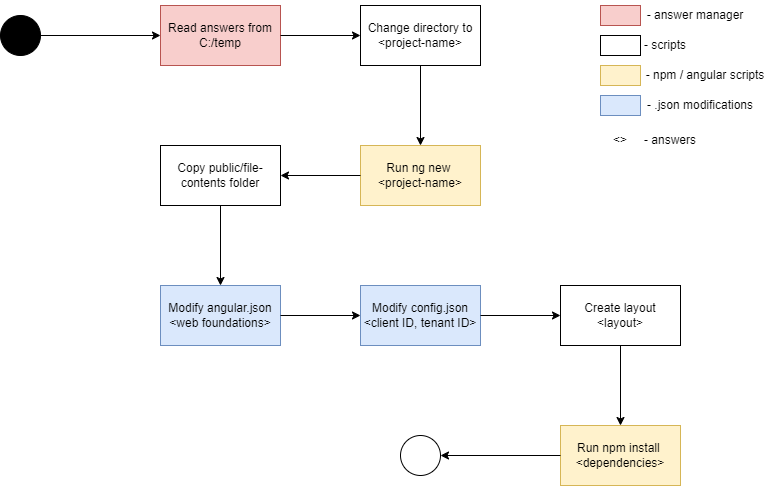 Read answers from
C:/temp
Change directory to
<project-name>
- answer manager
- scripts
- npm / angular scripts
- .json modifications
<> - answers
Copy public/file-
contents folder
Run ng new
<project-name>
Modify angular.json
<web foundations>
Modify config.json
<client ID, tenant ID>
Create layout
<layout>
Run npm install
<dependencies>